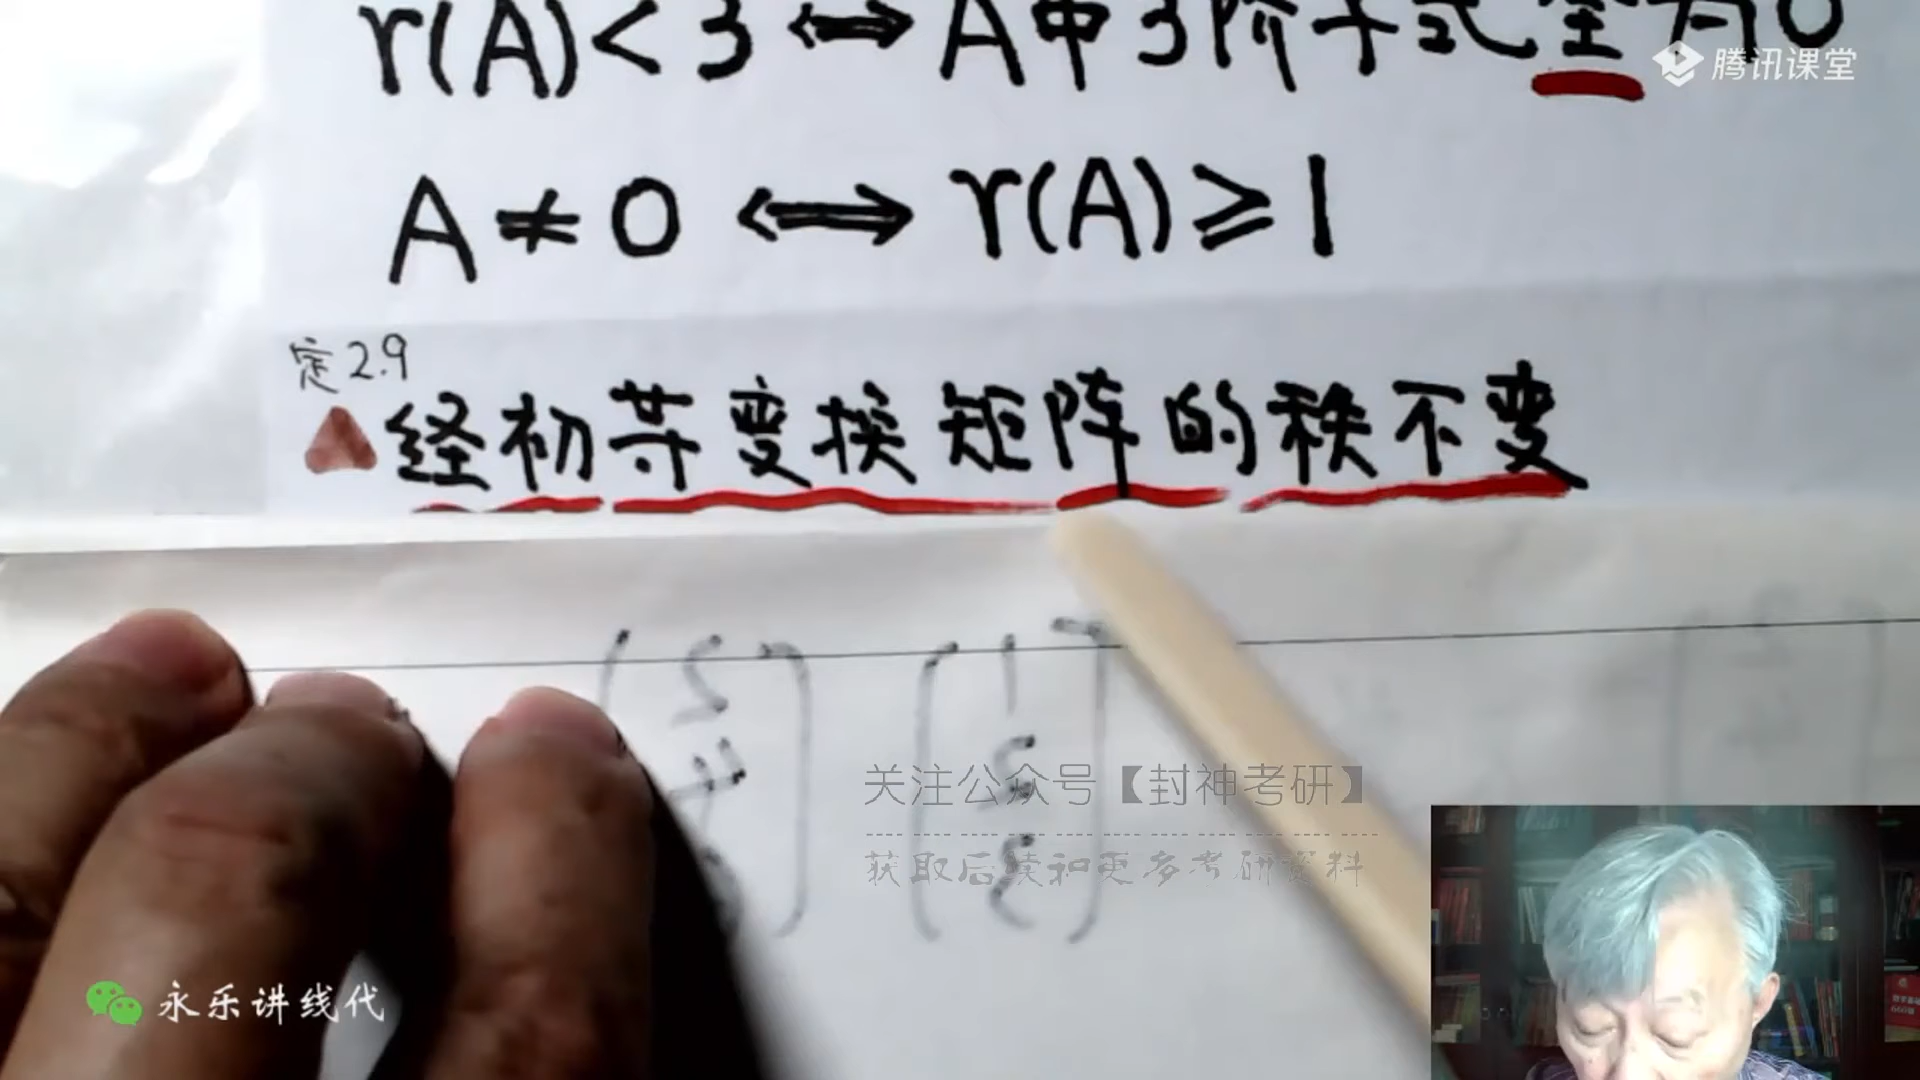 r(A)<3 ⟺ A中3阶子式全为0
腾讯课堂
A≠0 ⟺ r(A)⩾1
定2.9
经初等变换矩阵的秩不变
关注公众号【封神考研】
获取后续和更多考研资料
永乐讲线代